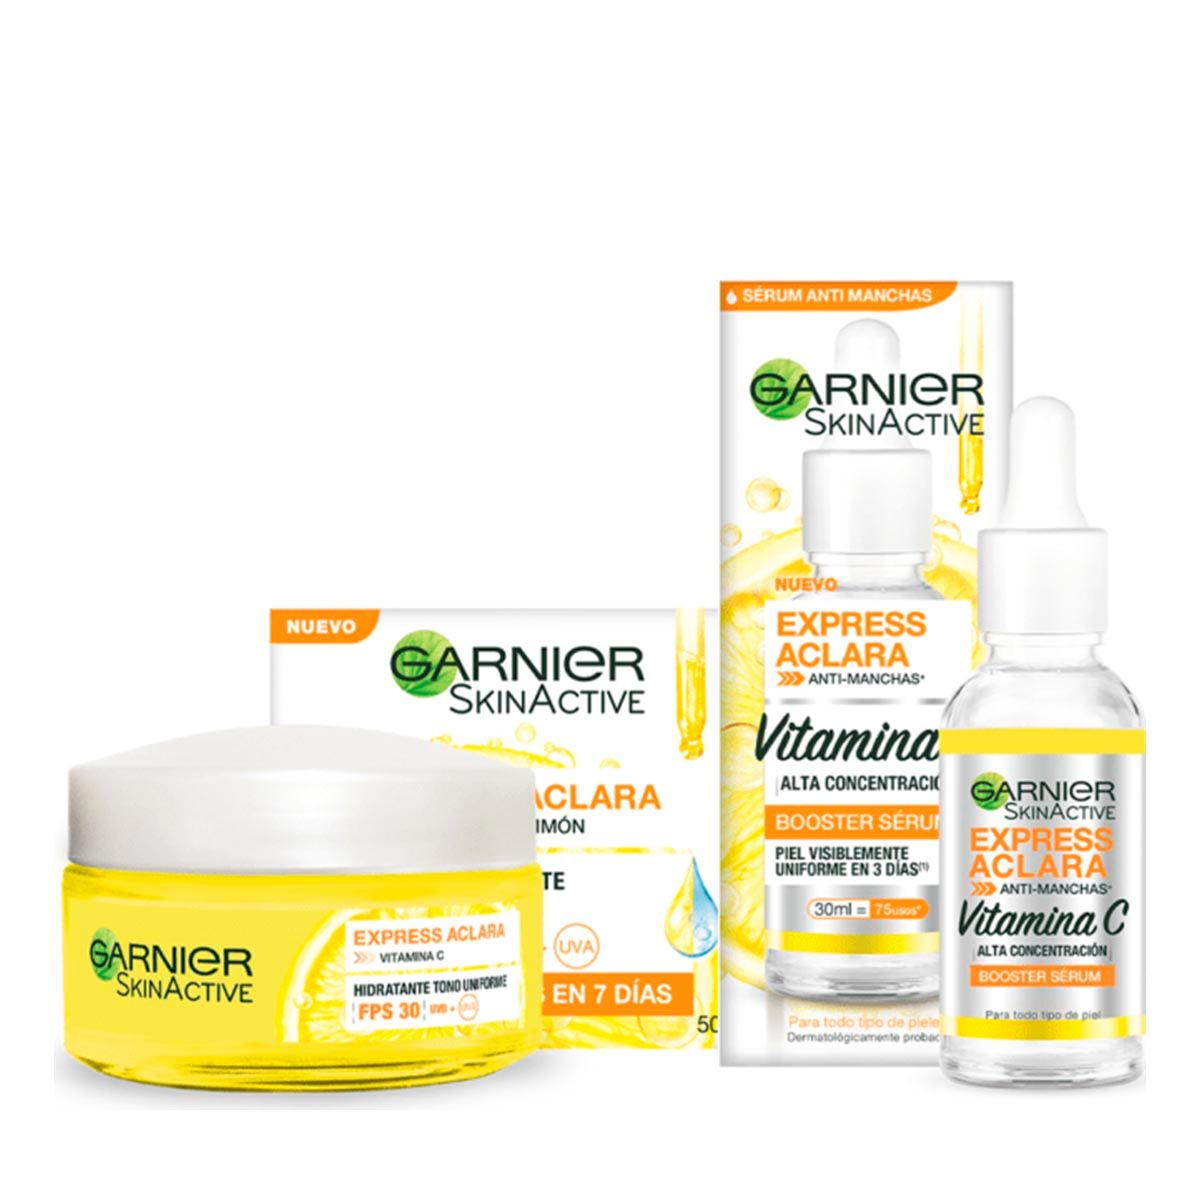 SÉRUM ANTI MANCHAS
GARNIER
SKINACTIVE
NUEVO
EXPRESS
ACLARA
ANTI-MANCHAS*
Vitamina
ALTA CONCENTRACIÓ
BOOSTER SÉRUM
PIEL VISIBLEMENTE
UNIFORME EN 3 DÍAS(1)
30ml = 75usos*
Para todo tipo de piele
Dermatológicamente probad
GARNIER
SKINACTIVE
EXPRESS
ACLARA
ANTI-MANCHAS*
Vitamina C
ALTA CONCENTRACIÓN
BOOSTER SÉRUM
Para todo tipo de piel
NUEVO
GARNIER
SKINACTIVE
ACLARA
IMÓN
TE
+ UVA
EN 7 DÍAS
50
GARNIER
SKINACTIVE
EXPRESS ACLARA
VITAMINA C
HIDRATANTE TONO UNIFORME
FPS 30 UVB + UVA